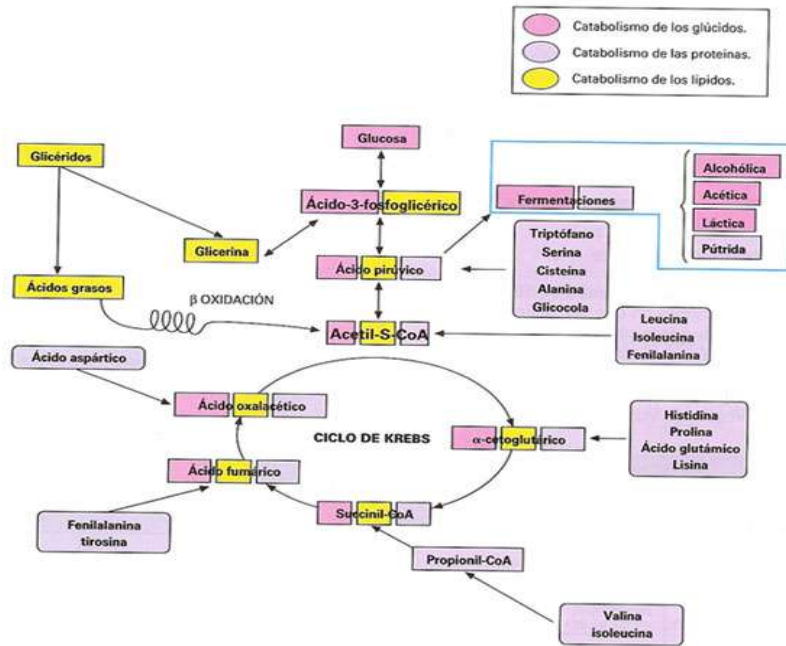 Catabolismo de los glúcidos.
Catabolismo de las proteínas.
Catabolismo de los lípidos.
Glucosa
Glicéridos
Ácido-3-fosfoglicérico
Fermentaciones
Alcohólica
Acética
Láctica
Pútrida
Glicerina
Triptófano
Serina
Cisteína
Alanina
Glicocola
Ácido pirúvico
Ácidos grasos
β OXIDACIÓN
Acetil-S-CoA
Leucina
Isoleucina
Fenilalanina
Ácido aspártico
Ácido oxalacético
CICLO DE KREBS
α-cetoglutárico
Histidina
Prolina
Ácido glutámico
Lisina
Ácido fumárico
Succinil-CoA
Fenilalanina
tirosina
Propionil-CoA
Valina
isoleucina